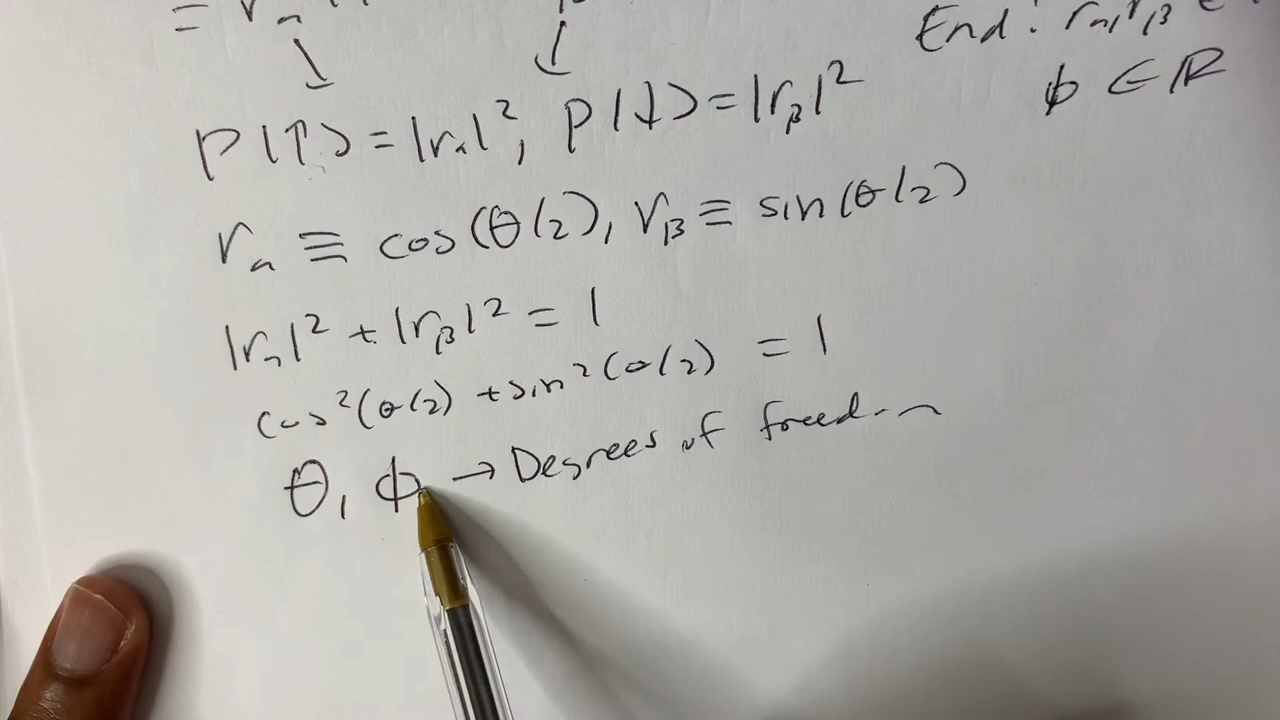 = r
End: r_α, r_β ∈
ϕ ∈ ℝ
P|↑⟩ = |r_α|², P|↓⟩ = |r_β|²
r_α ≡ cos(θ/2), r_β ≡ sin(θ/2)
|r_α|² + |r_β|² = 1
cos²(θ/2) + sin²(θ/2) = 1
θ, ϕ → Degrees of freedom